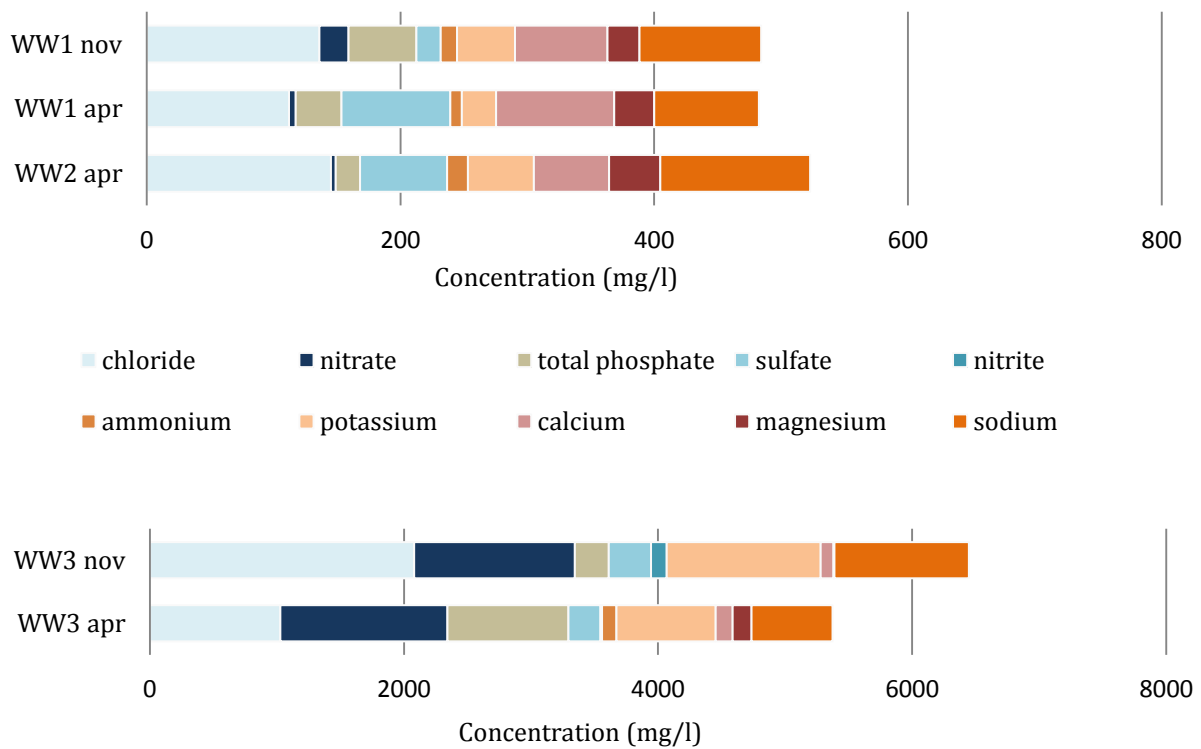 WW1 nov
WW1 apr
WW2 apr
0 200 400 600 800
Concentration (mg/l)
chloride nitrate total phosphate sulfate nitrite
ammonium potassium calcium magnesium sodium
WW3 nov
WW3 apr
0 2000 4000 6000 8000
Concentration (mg/l)